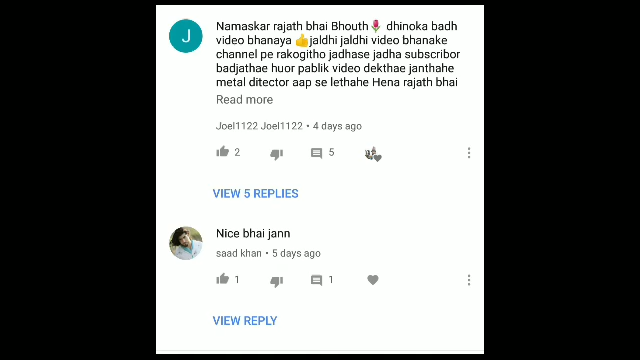 J
Namaskar rajath bhai Bhouth🌷 dhinoka badh
video bhanaya 👍jaldhi jaldhi video bhanake
channel pe rakogitho jadhase jadha subscribor
badjathae huor pablik video dekthae janthahe
metal ditector aap se lethahe Hena rajath bhai
Read more
Joel1122 Joel1122 • 4 days ago
2 5
VIEW 5 REPLIES
Nice bhai jann
saad khan • 5 days ago
1 1
VIEW REPLY